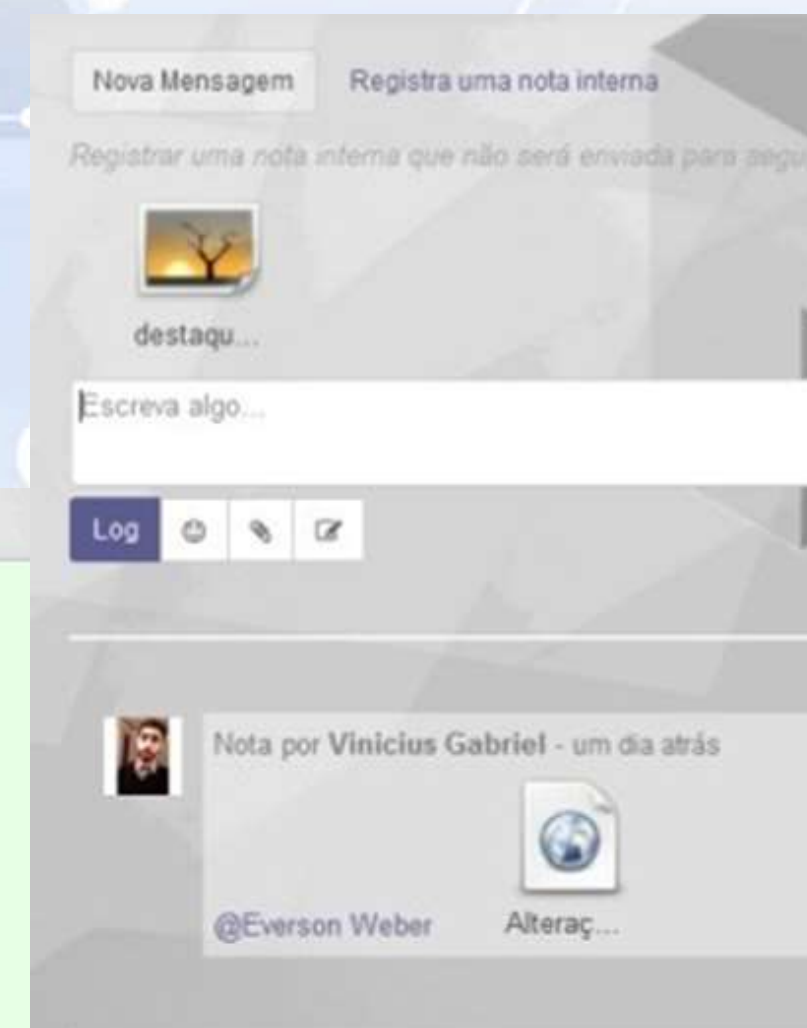 Nova Mensagem Registra uma nota interna
Registrar uma nota interna que não será enviada para segu
destaqu...
Escreva algo...
Log
Nota por Vinicius Gabriel - um dia atrás
@Everson Weber Alteraç...